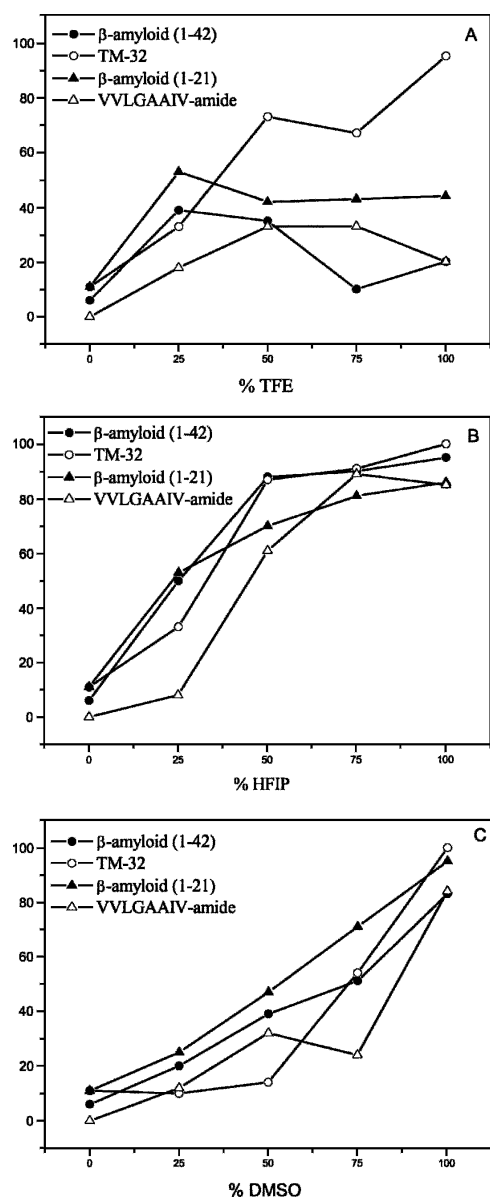 A
β-amyloid (1-42)
TM-32
β-amyloid (1-21)
VVLGAAIV-amide
100
80
60
40
20
0
0 25 50 75 100
% TFE
B
β-amyloid (1-42)
TM-32
β-amyloid (1-21)
VVLGAAIV-amide
100
80
60
40
20
0
0 25 50 75 100
% HFIP
C
β-amyloid (1-42)
TM-32
β-amyloid (1-21)
VVLGAAIV-amide
100
80
60
40
20
0
0 25 50 75 100
% DMSO